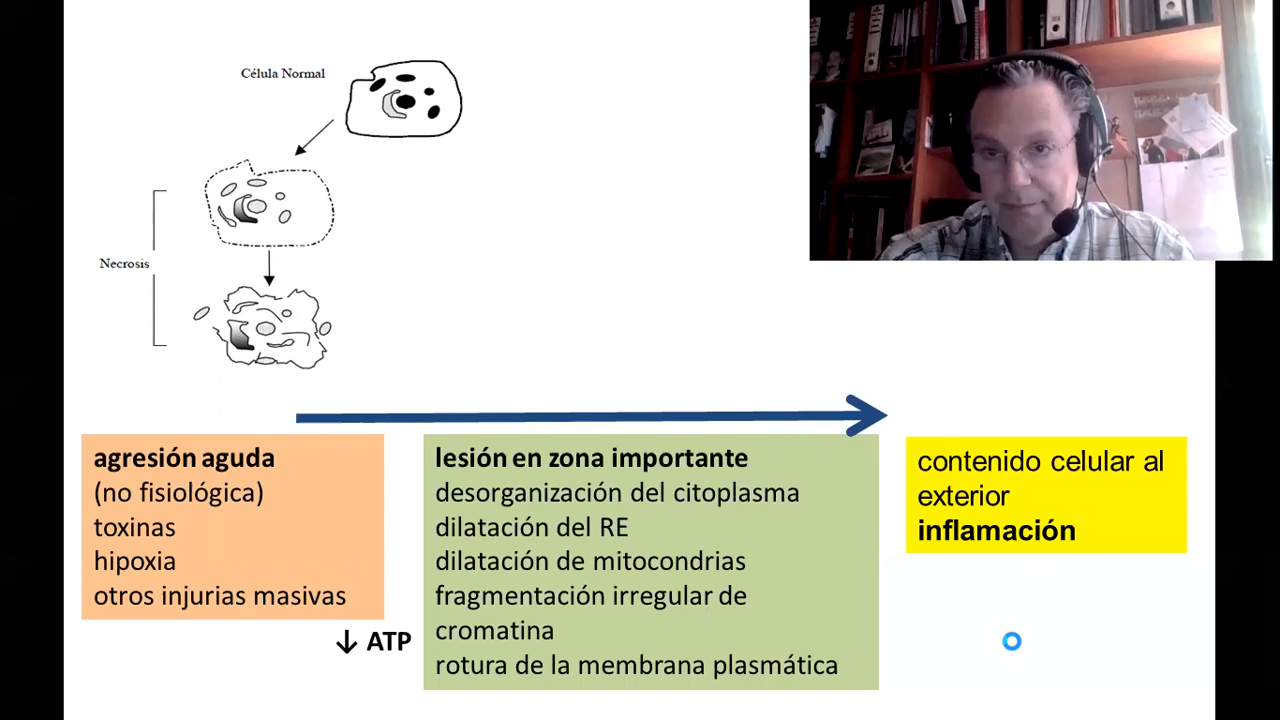 Célula Normal
Necrosis
agresión aguda
(no fisiológica)
toxinas
hipoxia
otros injurias masivas
↓ ATP
lesión en zona importante
desorganización del citoplasma
dilatación del RE
dilatación de mitocondrias
fragmentación irregular de
cromatina
rotura de la membrana plasmática
contenido celular al
exterior
inflamación